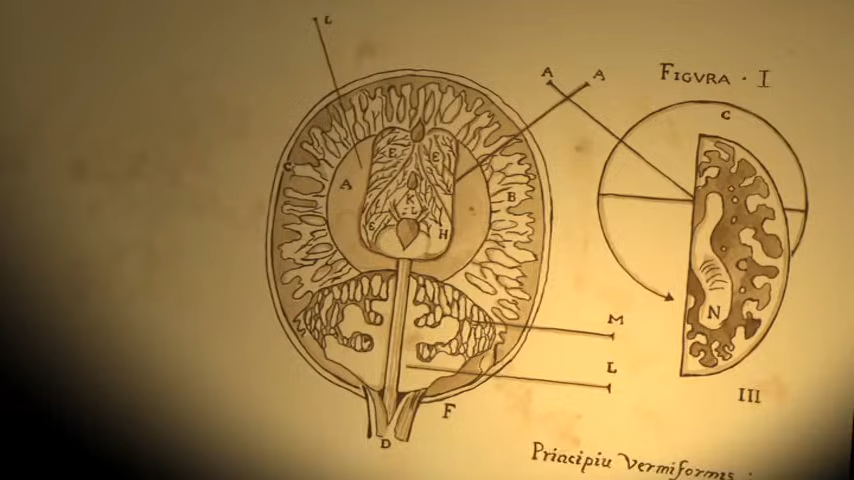 L
A A FIGVRA · I
C
E E
G
A B
K
L
E H
C
N
M
L
III
F
D
Principiu Vermiformis